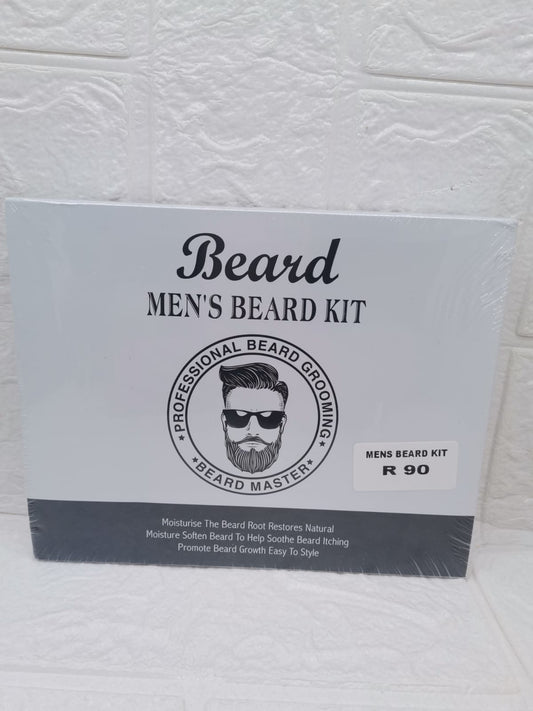 Beard
MEN'S BEARD KIT
PROFESSIONAL BEARD GROOMING
BEARD MASTER
MENS BEARD KIT
R 90
Moisturise The Beard Root Restores Natural
Moisture Soften Beard To Help Soothe Beard Itching
Promote Beard Growth Easy To Style